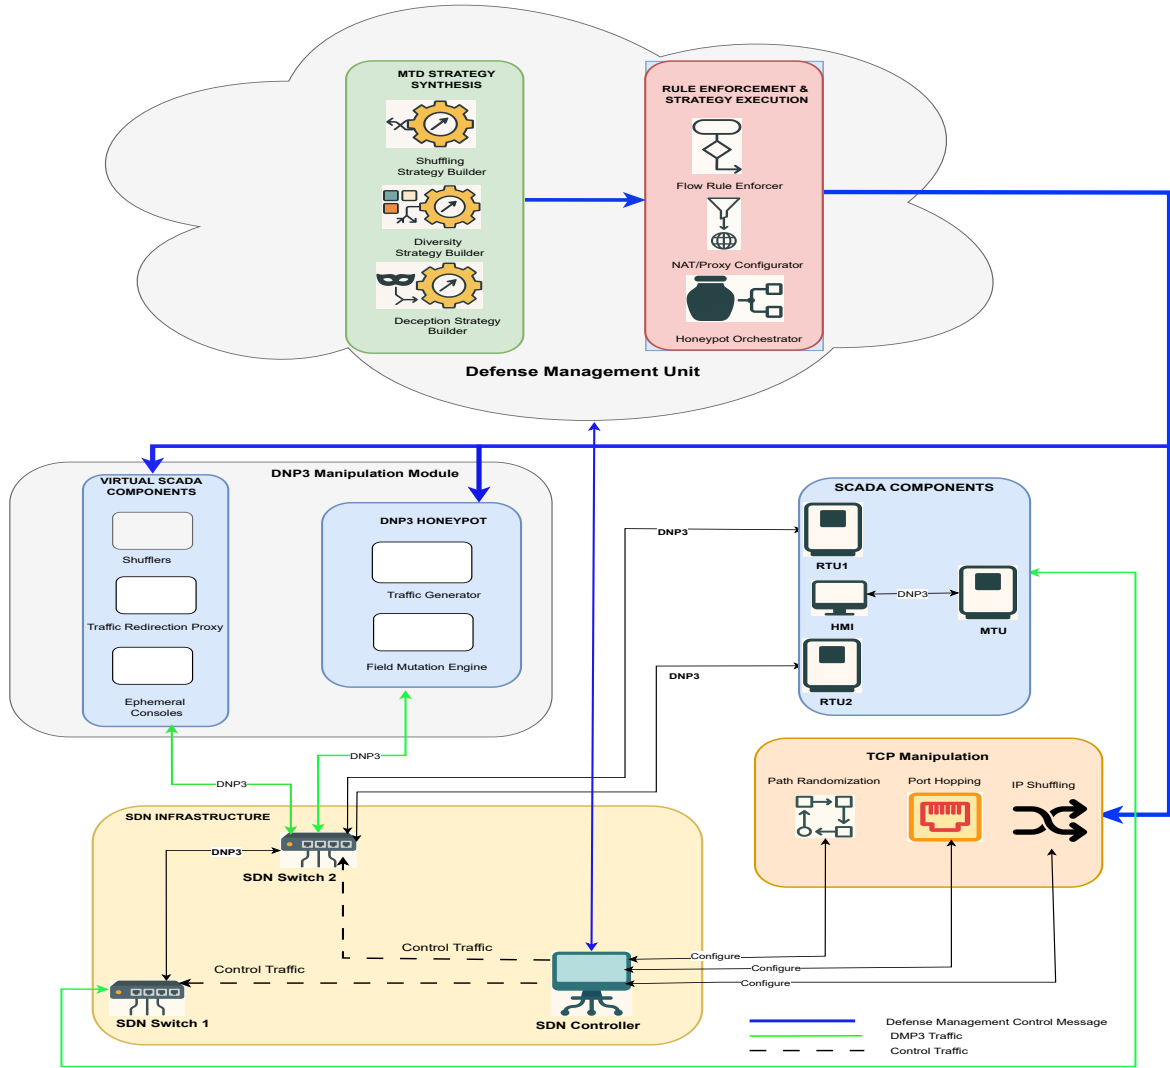 MTD STRATEGY
SYNTHESIS
Shuffling
Strategy Builder
Diversity
Strategy Builder
Deception Strategy
Builder
RULE ENFORCEMENT &
STRATEGY EXECUTION
Flow Rule Enforcer
NAT/Proxy Configurator
Honeypot Orchestrator
Defense Management Unit
DNP3 Manipulation Module
VIRTUAL SCADA
COMPONENTS
Shufflers
Traffic Redirection Proxy
Ephemeral
Consoles
DNP3 HONEYPOT
Traffic Generator
Field Mutation Engine
SCADA COMPONENTS
RTU1
HMI
DNP3
MTU
RTU2
DNP3
DNP3
DNP3
DNP3
TCP Manipulation
Path Randomization
Port Hopping
IP Shuffling
SDN INFRASTRUCTURE
DNP3
SDN Switch 2
Control Traffic
Control Traffic
SDN Switch 1
SDN Controller
Configure
Configure
Configure
Defense Management Control Message
DMP3 Traffic
Control Traffic